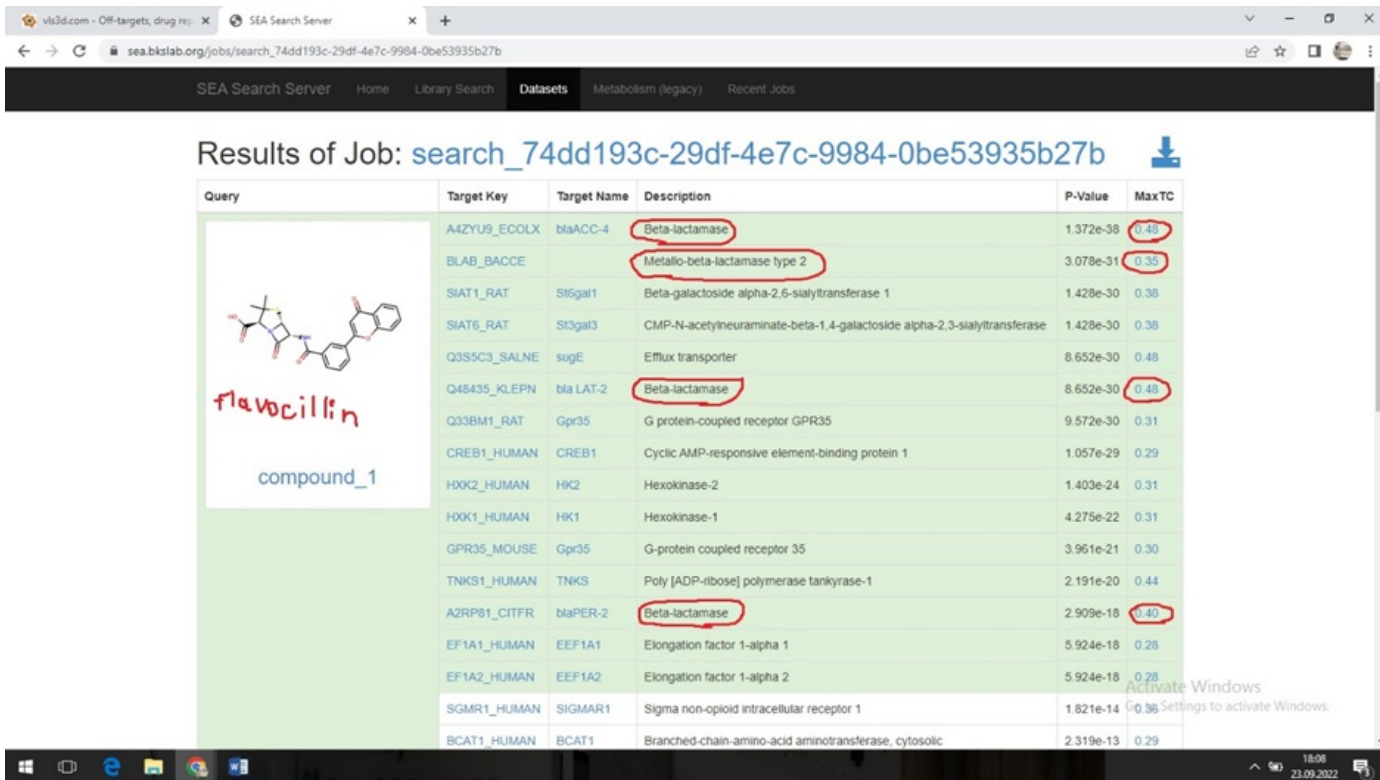 vls3d.com - Off-targets, drug rep
SEA Search Server
sea.bkslab.org/jobs/search_74dd193c-29df-4e7c-9984-0be53935b27b
SEA Search Server Home Library Search Datasets Metabolism (legacy) Recent Jobs
Results of Job: search_74dd193c-29df-4e7c-9984-0be53935b27b
Query Target Key Target Name Description P-Value MaxTC
A4ZYU9_ECOLX blaACC-4 Beta-lactamase 1.372e-38 0.48
BLAB_BACCE Metallo-beta-lactamase type 2 3.078e-31 0.35
SIAT1_RAT St6gal1 Beta-galactoside alpha-2,6-sialyltransferase 1 1.428e-30 0.38
SIAT6_RAT St3gal3 CMP-N-acetylneuraminate-beta-1,4-galactoside alpha-2,3-sialyltransferase 1.428e-30 0.38
Q3S5C3_SALNE sugE Efflux transporter 8.652e-30 0.48
Q48435_KLEPN bla LAT-2 Beta-lactamase 8.652e-30 0.48
flavocillin
Q33BM1_RAT Gpr35 G protein-coupled receptor GPR35 9.572e-30 0.31
CREB1_HUMAN CREB1 Cyclic AMP-responsive element-binding protein 1 1.057e-29 0.29
compound_1
HXK2_HUMAN HK2 Hexokinase-2 1.403e-24 0.31
HXK1_HUMAN HK1 Hexokinase-1 4.275e-22 0.31
GPR35_MOUSE Gpr35 G-protein coupled receptor 35 3.961e-21 0.30
TNKS1_HUMAN TNKS Poly [ADP-ribose] polymerase tankyrase-1 2.191e-20 0.44
A2RP81_CITFR blaPER-2 Beta-lactamase 2.909e-18 0.40
EF1A1_HUMAN EEF1A1 Elongation factor 1-alpha 1 5.924e-18 0.28
EF1A2_HUMAN EEF1A2 Elongation factor 1-alpha 2 5.924e-18 0.28
Activate Windows
SGMR1_HUMAN SIGMAR1 Sigma non-opioid intracellular receptor 1 1.821e-14 0.36
Go to Settings to activate Windows.
BCAT1_HUMAN BCAT1 Branched-chain-amino-acid aminotransferase, cytosolic 2.319e-13 0.29
18:08
23.09.2022